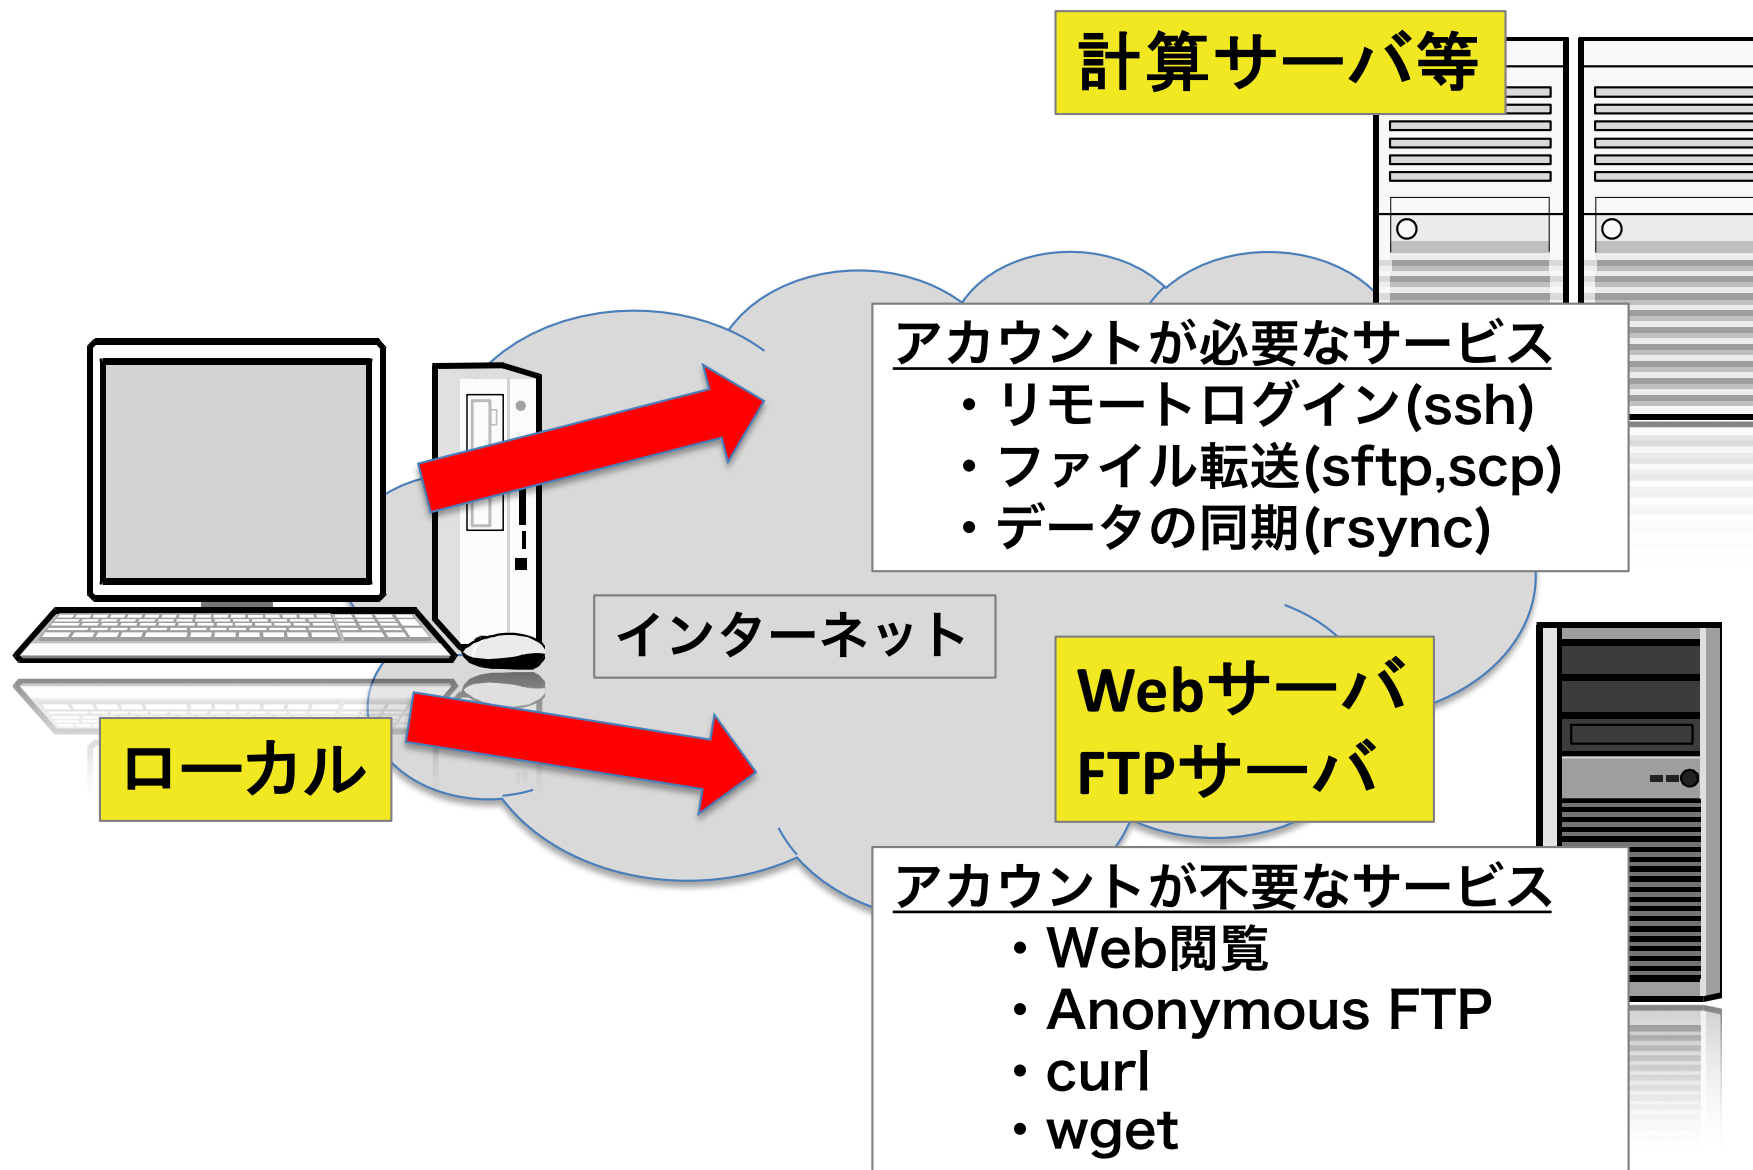 計算サーバ等
アカウントが必要なサービス
・リモートログイン(ssh)
・ファイル転送(sftp,scp)
・データの同期(rsync)
インターネット
ローカル
Webサーバ
FTPサーバ
アカウントが不要なサービス
・Web閲覧
・Anonymous FTP
・curl
・wget